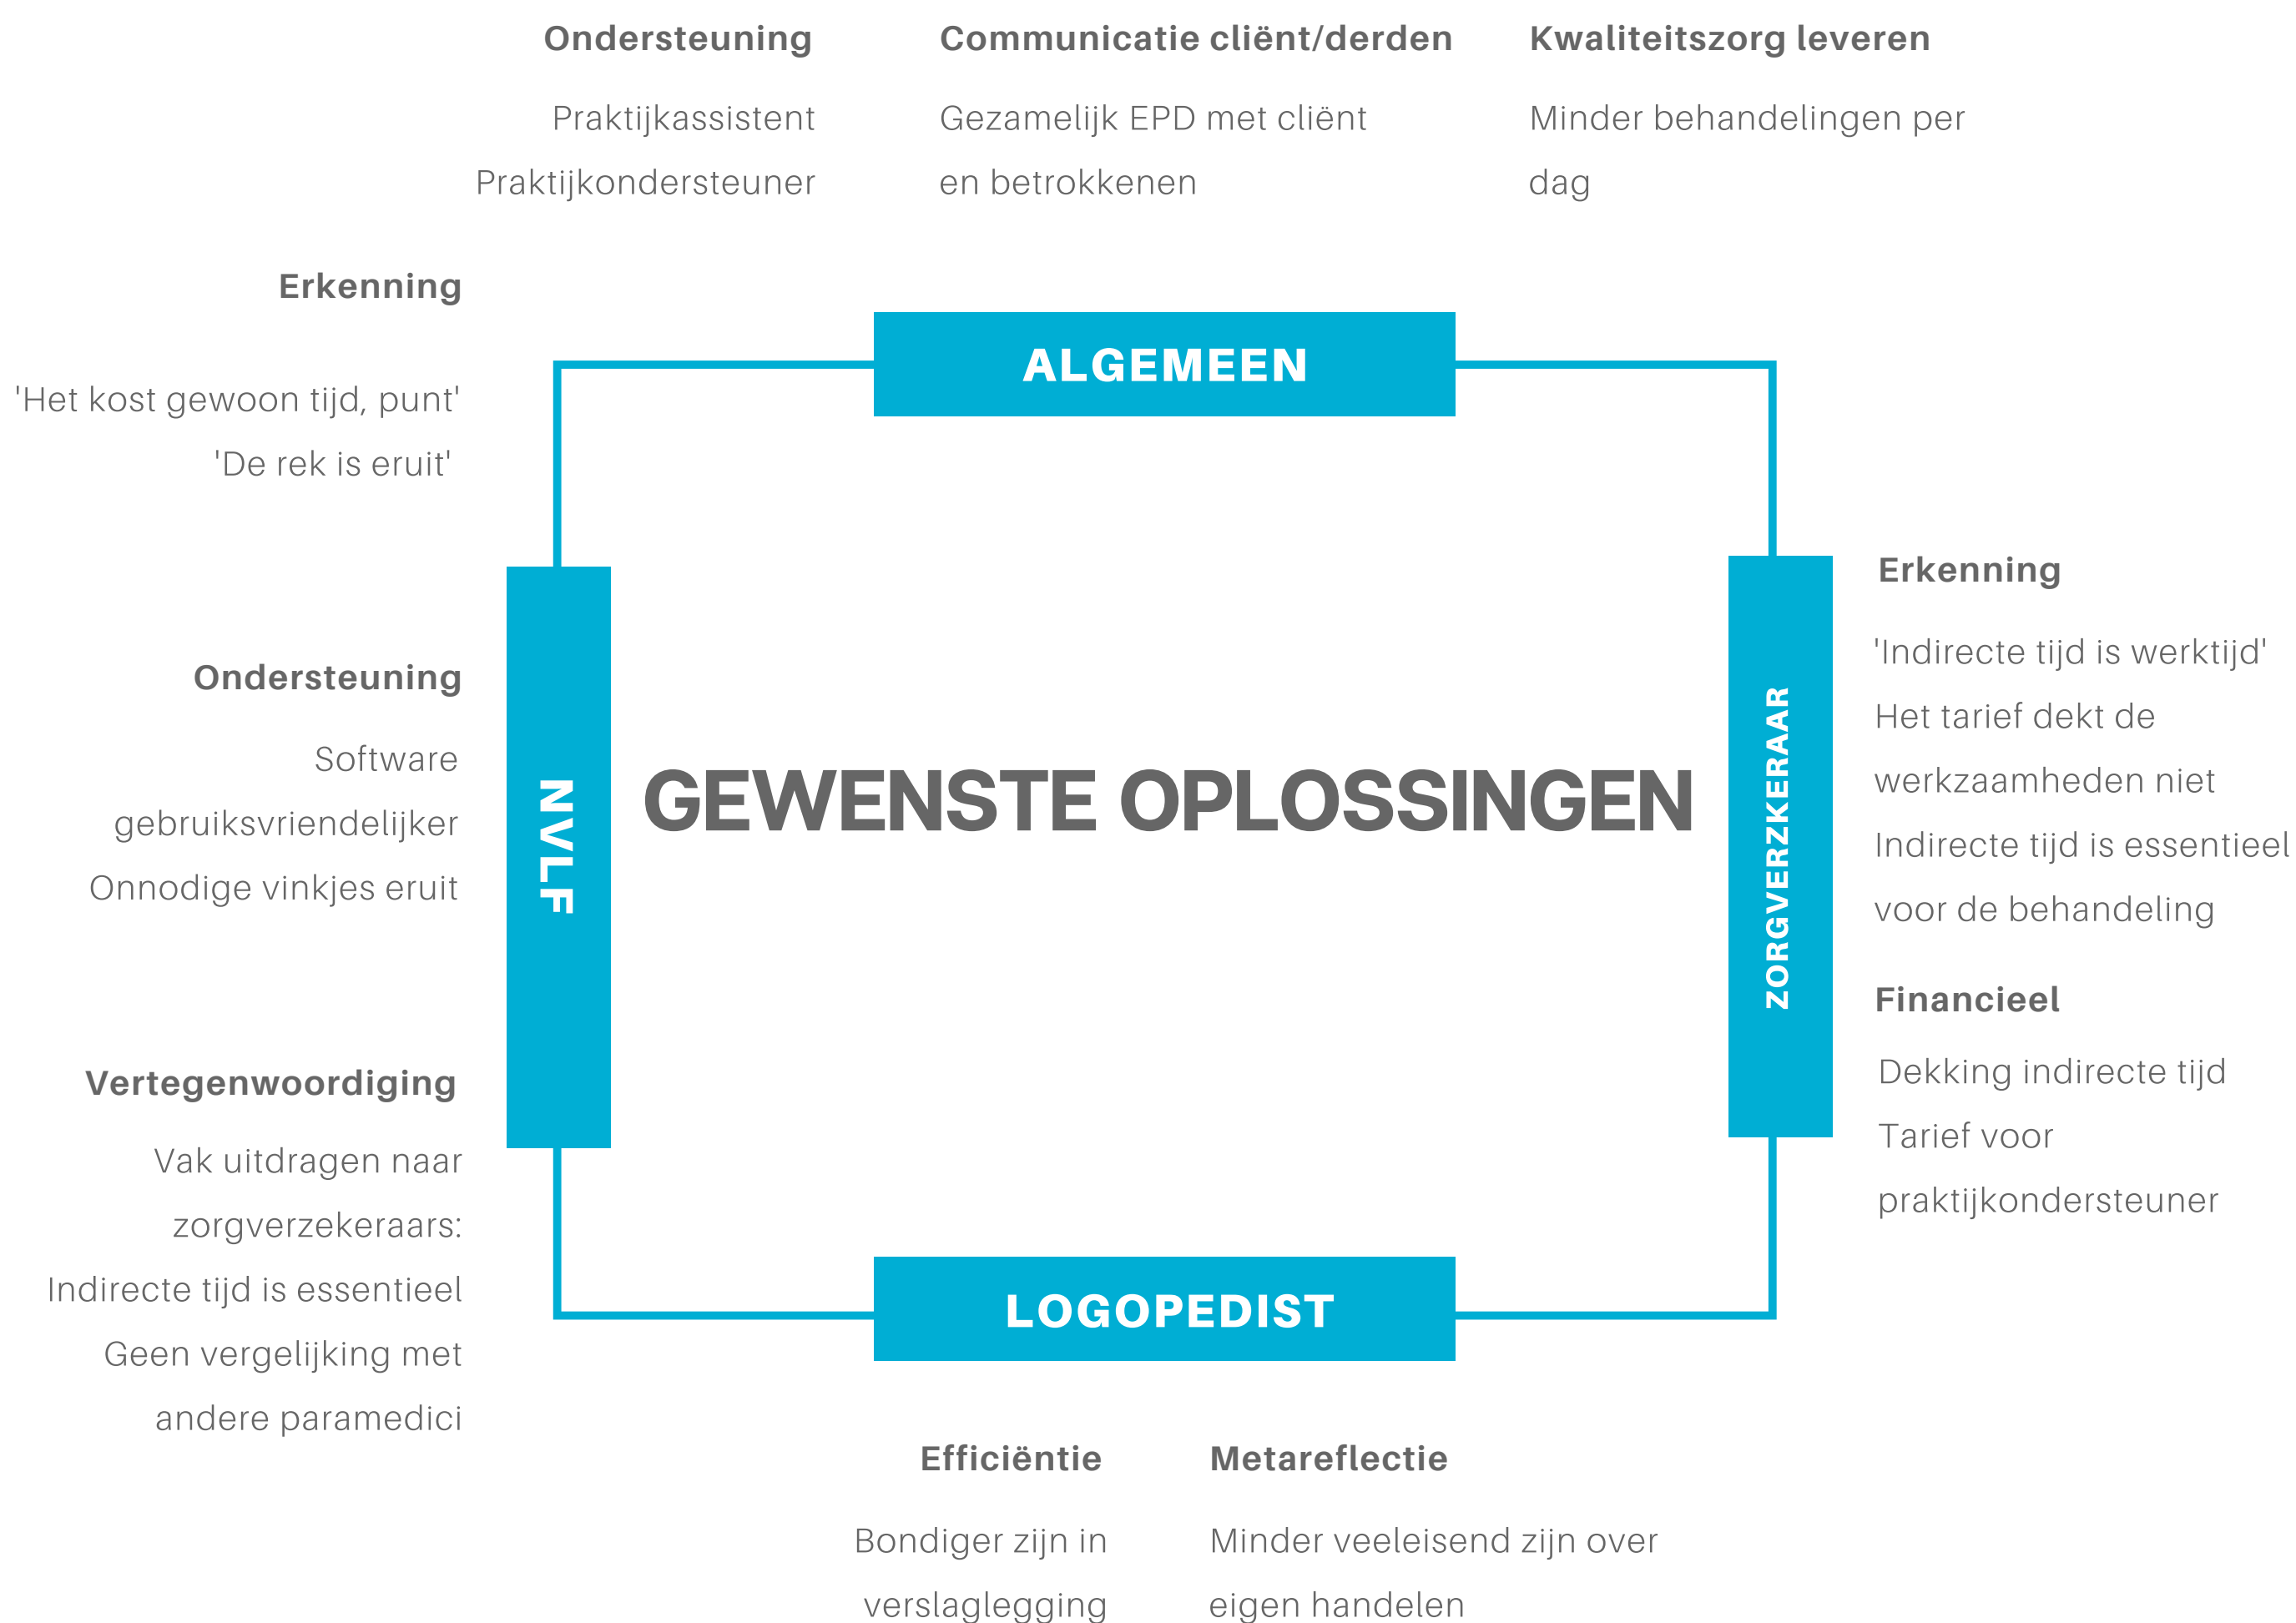 Ondersteuning
Praktijkassistent
Praktijkondersteuner
Communicatie cliënt/derden
Gezamelijk EPD met cliënt
en betrokkenen
Kwaliteitszorg leveren
Minder behandelingen per
dag
ALGEMEEN
Erkenning
'Het kost gewoon tijd, punt'
'De rek is eruit'
Ondersteuning
Software
gebruiksvriendelijker
Onnodige vinkjes eruit
Vertegenwoordiging
Vak uitdragen naar
zorgverzekeraars:
Indirecte tijd is essentieel
Geen vergelijking met
andere paramedici
NVLF
GEWENSTE OPLOSSINGEN
ZORGVERZKERAAR
Erkenning
'Indirecte tijd is werktijd'
Het tarief dekt de
werkzaamheden niet
Indirecte tijd is essentieel
voor de behandeling
Financieel
Dekking indirecte tijd
Tarief voor
praktijkondersteuner
LOGOPEDIST
Efficiëntie
Bondiger zijn in
verslaglegging
Metareflectie
Minder veeleisend zijn over
eigen handelen